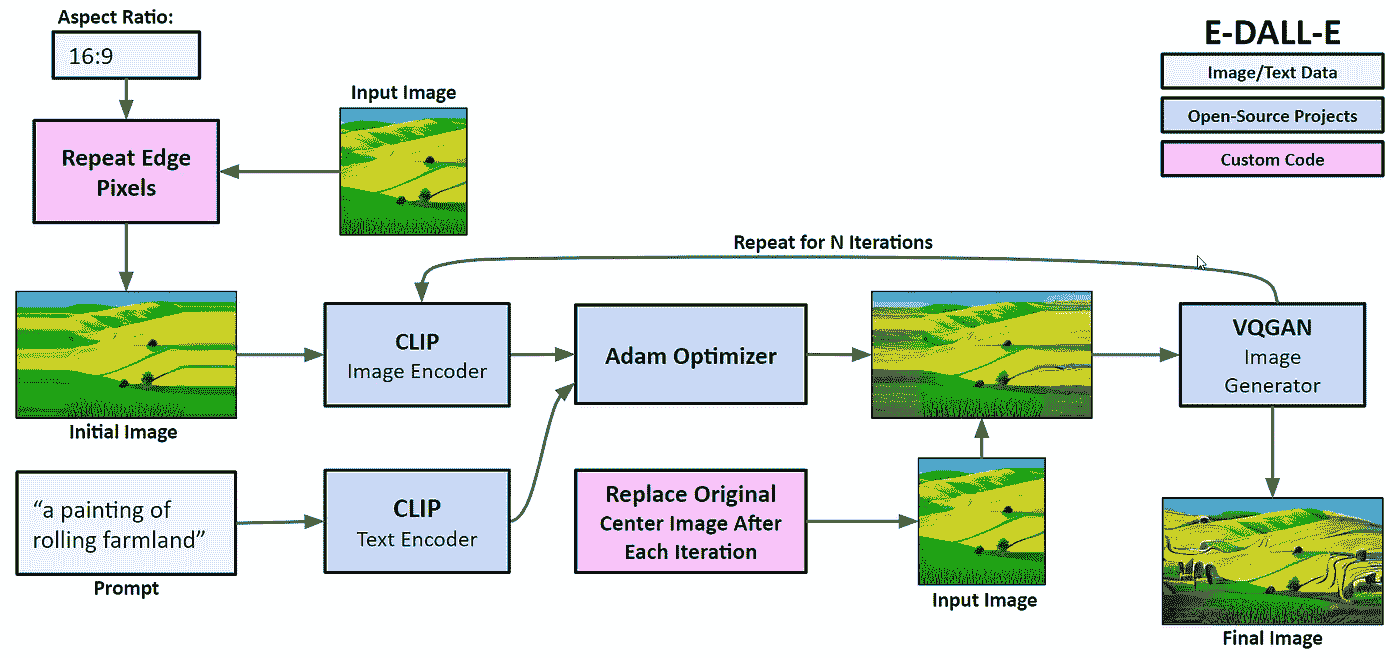 Aspect Ratio:
16:9
E-DALL-E
Image/Text Data
Open-Source Projects
Custom Code
Input Image
Repeat Edge
Pixels
Repeat for N Iterations
Initial Image
CLIP
Image Encoder
Adam Optimizer
VQGAN
Image
Generator
“a painting of
rolling farmland”
Prompt
CLIP
Text Encoder
Replace Original
Center Image After
Each Iteration
Input Image
Final Image